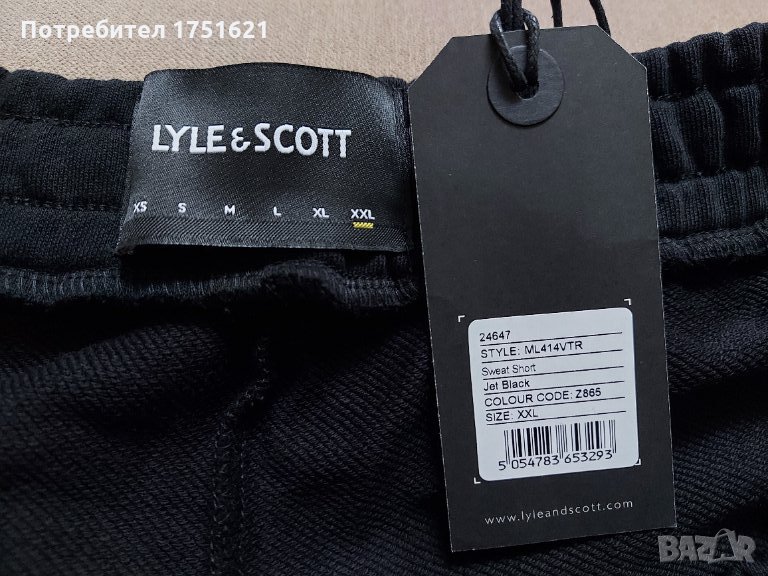 Потребител 1751621
LYLE & SCOTT
XS S M L XL XXL
24647
STYLE: ML414VTR
Sweat Short
Jet Black
COLOUR CODE: Z865
SIZE: XXL
5 054783 653293
www.lyleandscott.com
BAZAR